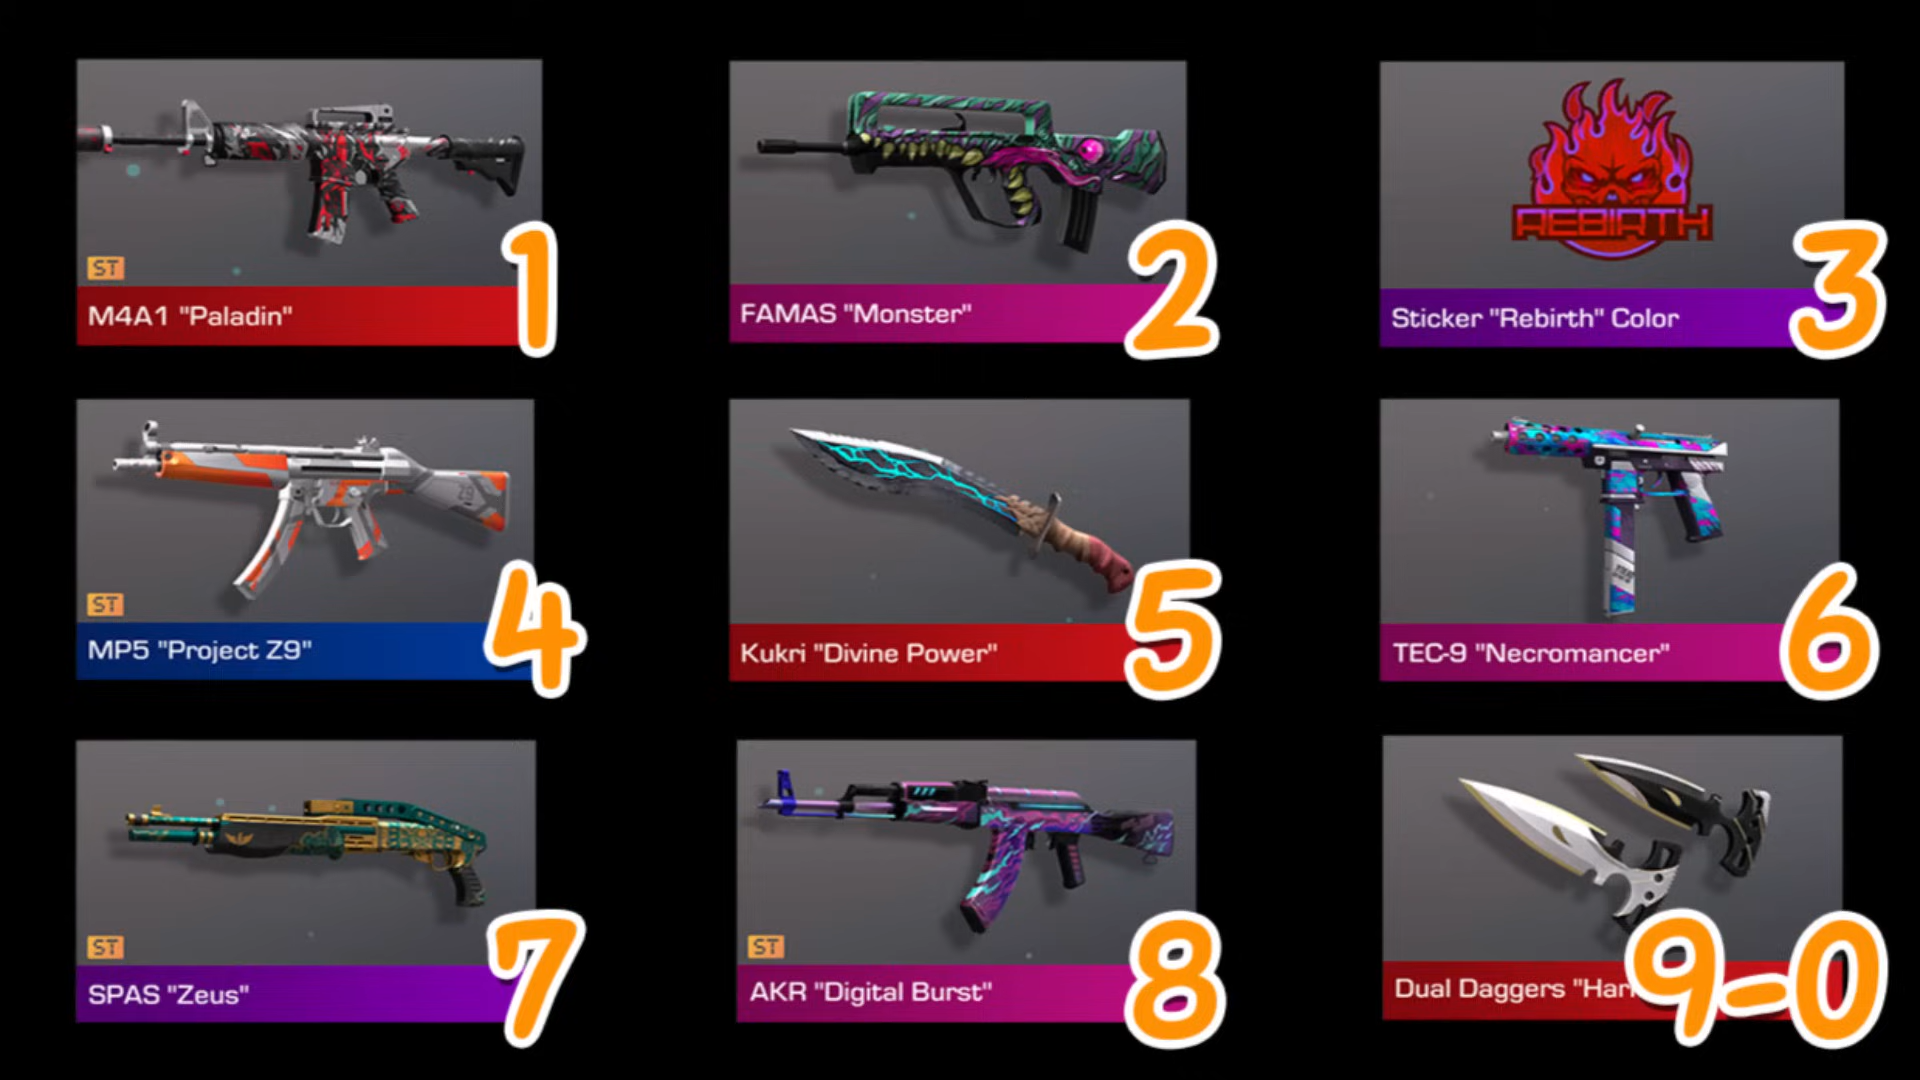 ST
M4A1 "Paladin"
1
FAMAS "Monster"
2
REBIRTH
Sticker "Rebirth" Color
3
ST
MP5 "Project Z9"
4
Kukri "Divine Power"
5
TEC-9 "Necromancer"
6
ST
SPAS "Zeus"
7
ST
AKR "Digital Burst"
8
Dual Daggers
9-0